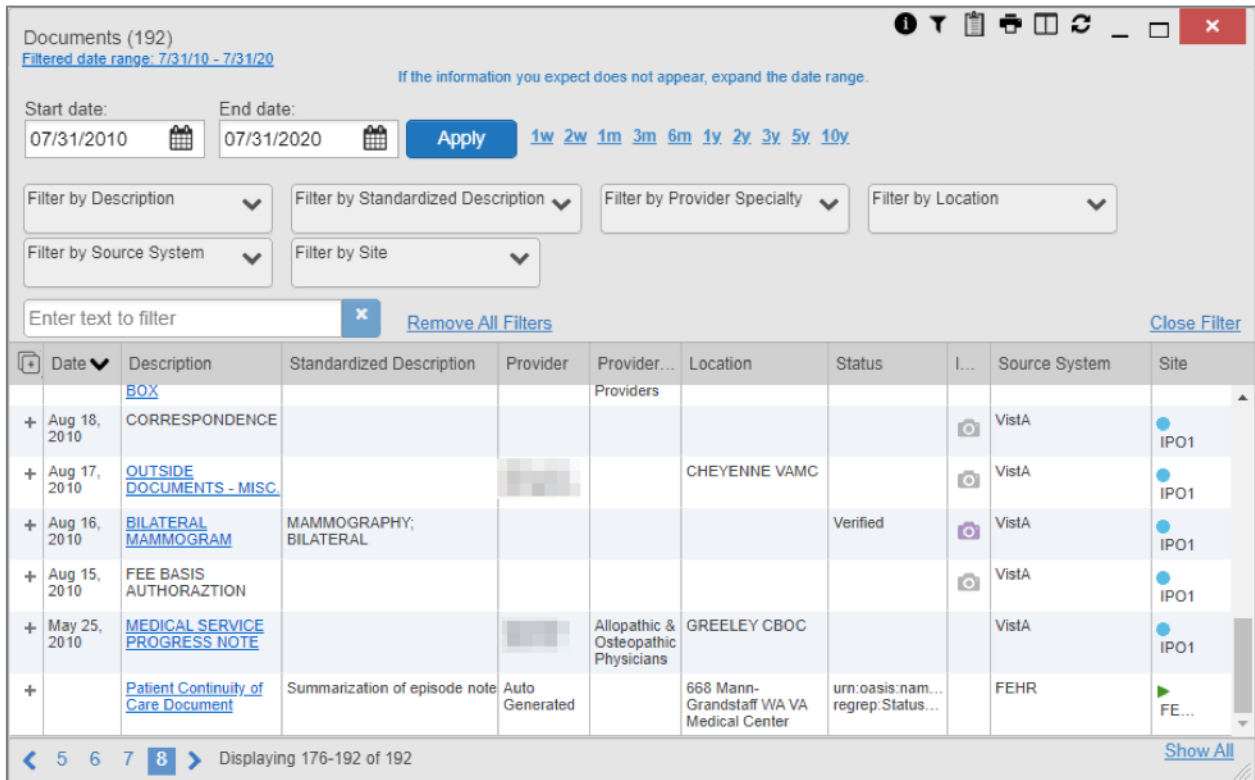 Documents (192)
Filtered date range: 7/31/10 - 7/31/20
If the information you expect does not appear, expand the date range.
Start date:
End date:
07/31/2010
07/31/2020
Apply
1w 2w 1m 3m 6m 1y 2y 3y 5y 10y
Filter by Description
Filter by Standardized Description
Filter by Provider Specialty
Filter by Location
Filter by Source System
Filter by Site
Enter text to filter
Remove All Filters
Close Filter
Date Description Standardized Description Provider Provider... Location Status I... Source System Site
BOX
Providers
Aug 18,
2010
CORRESPONDENCE
VistA
IPO1
Aug 17,
2010
OUTSIDE
DOCUMENTS - MISC.
CHEYENNE VAMC
VistA
IPO1
Aug 16,
2010
BILATERAL
MAMMOGRAM
MAMMOGRAPHY;
BILATERAL
Verified
VistA
IPO1
Aug 15,
2010
FEE BASIS
AUTHORAZTION
VistA
IPO1
May 25,
2010
MEDICAL SERVICE
PROGRESS NOTE
Allopathic &
Osteopathic
Physicians
GREELEY CBOC
VistA
IPO1
Patient Continuity of
Care Document
Summarization of episode note
Auto
Generated
668 Mann-
Grandstaff WA VA
Medical Center
urn:oasis:nam...
regrep:Status...
FEHR
FE...
5 6 7 8
Displaying 176-192 of 192
Show All